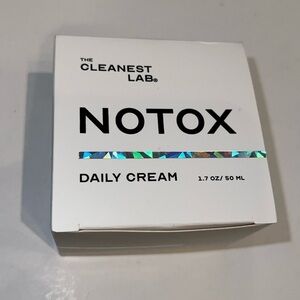 THE
CLEANEST
LAB®
NOTOX
DAILY CREAM
1.7 OZ/ 50 ML